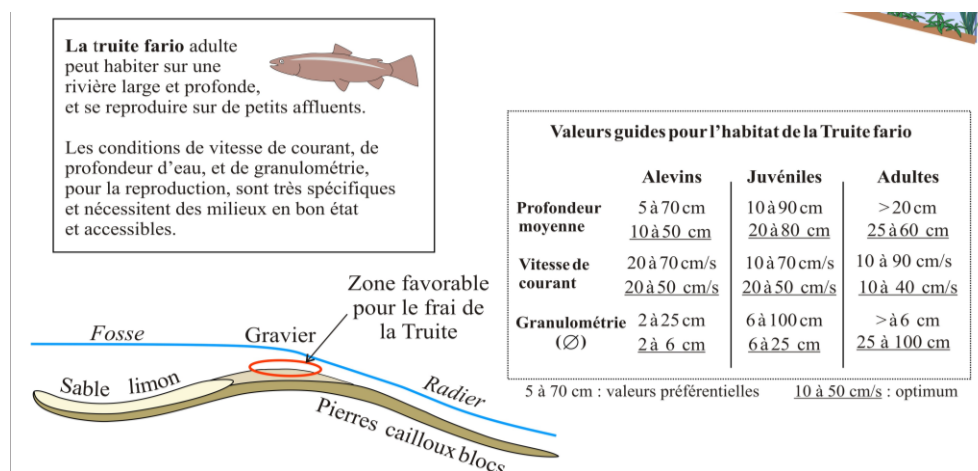 La truite fario adulte
peut habiter sur une
rivière large et profonde,
et se reproduire sur de petits affluents.
Les conditions de vitesse de courant, de
profondeur d'eau, et de granulométrie,
pour la reproduction, sont très spécifiques
et nécessitent des milieux en bon état
et accessibles.
Zone favorable
pour le frai de
la Truite
Fosse
Gravier
Sable limon
Radier
Pierres cailloux blocs
Valeurs guides pour l'habitat de la Truite fario
Alevins Juvéniles Adultes
Profondeur 5 à 70 cm 10 à 90 cm >20 cm
moyenne 10 à 50 cm 20 à 80 cm 25 à 60 cm
Vitesse de 20 à 70 cm/s 10 à 70 cm/s 10 à 90 cm/s
courant 20 à 50 cm/s 20 à 50 cm/s 10 à 40 cm/s
Granulométrie 2 à 25 cm 6 à 100 cm >à 6 cm
(∅) 2 à 6 cm 6 à 25 cm 25 à 100 cm
5 à 70 cm : valeurs préférentielles 10 à 50 cm/s : optimum